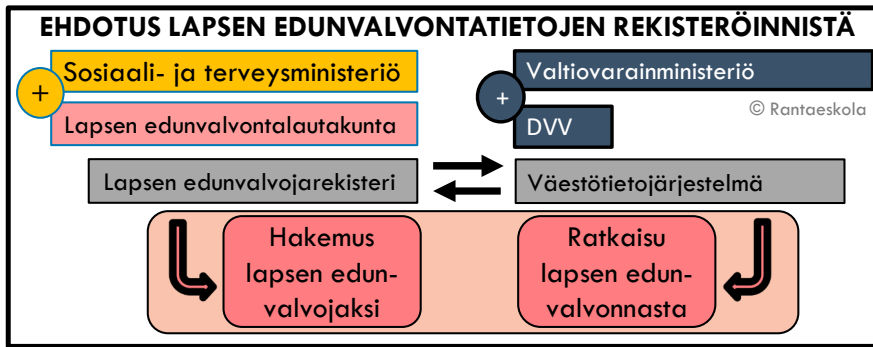 EHDOTUS LAPSEN EDUNVALVONTATIETOJEN REKISTERÖINNISTÄ
Sosiaali- ja terveysministeriö
+
Lapsen edunvalvontalautakunta
Valtiovarainministeriö
+
DVV
© Rantaeskola
Lapsen edunvalvojarekisteri
Väestötietojärjestelmä
Hakemus
lapsen edun-
valvojaksi
Ratkaisu
lapsen edun-
valvonnasta